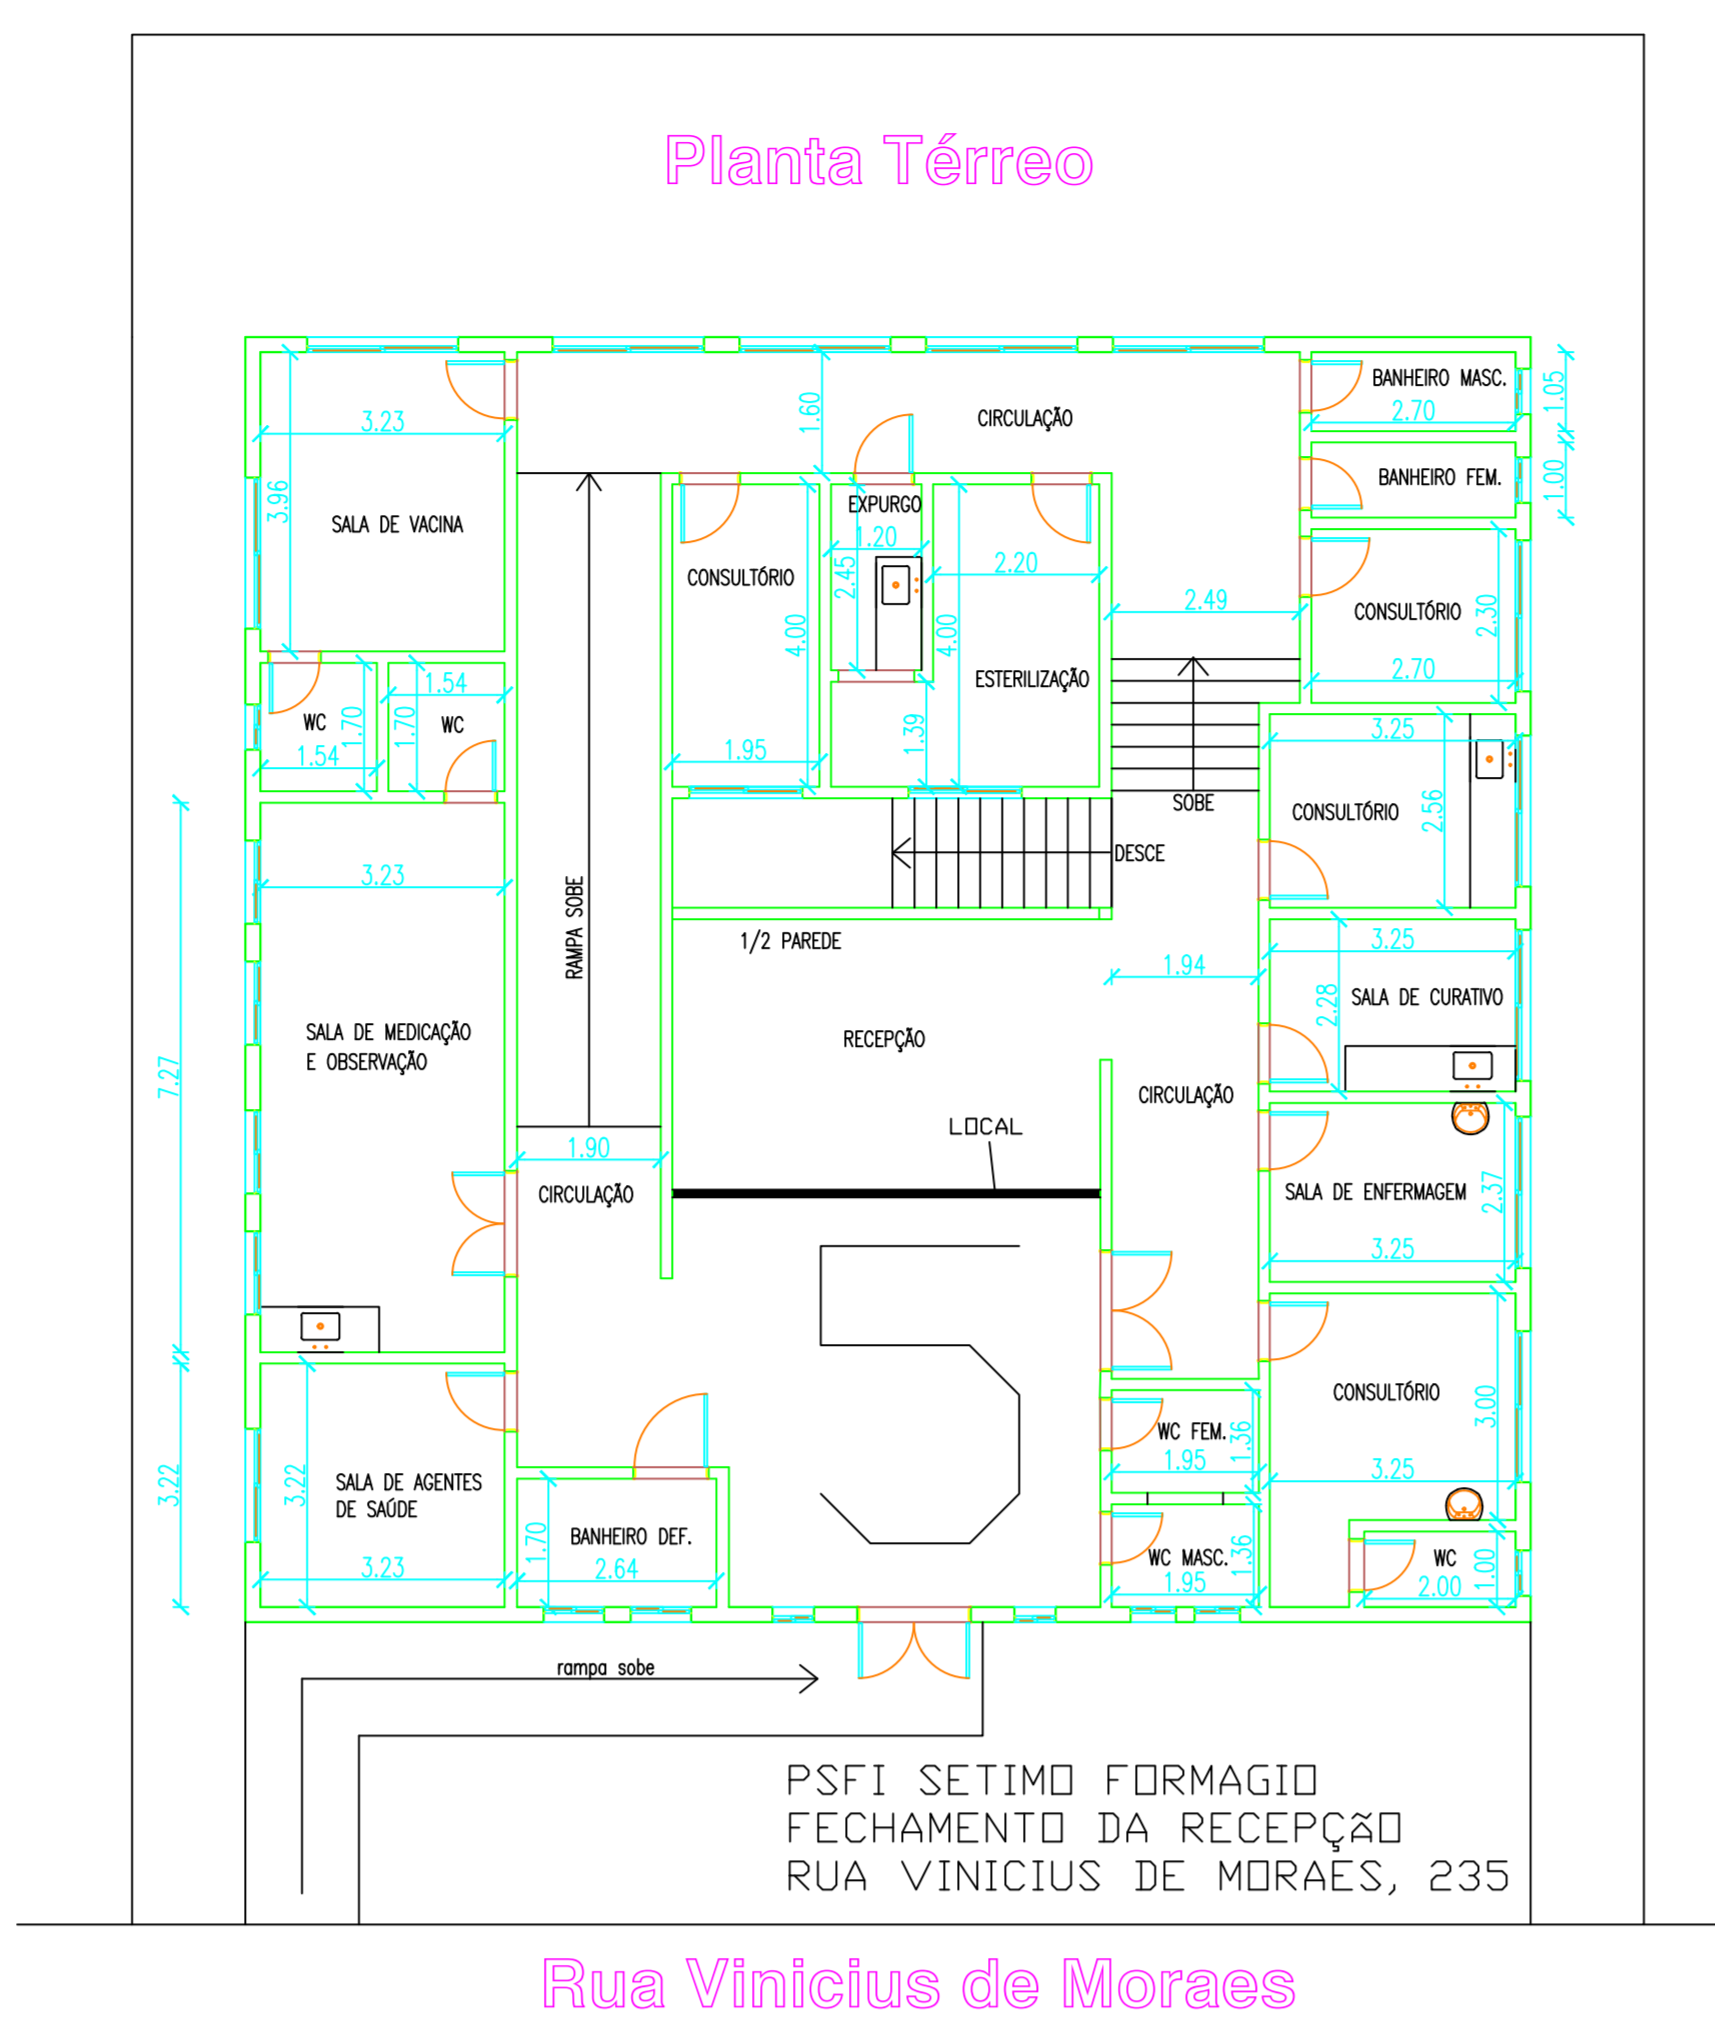 Planta Térreo
BANHEIRO MASC.
2.70
1.05
1.60
CIRCULAÇÃO
3.23
3.96
SALA DE VACINA
BANHEIRO FEM.
1.00
EXPURGO
1.20
2.45
CONSULTÓRIO
4.00
1.95
2.20
4.00
ESTERILIZAÇÃO
1.39
2.49
CONSULTÓRIO
2.30
2.70
WC
1.70
1.54
1.54
1.70
WC
SOBE
DESCE
3.25
CONSULTÓRIO
2.56
3.23
RAMPA SOBE
1/2 PAREDE
1.94
3.25
2.28
SALA DE CURATIVO
SALA DE MEDICAÇÃO
E OBSERVAÇÃO
7.27
RECEPÇÃO
CIRCULAÇÃO
LOCAL
1.90
CIRCULAÇÃO
SALA DE ENFERMAGEM
2.37
3.25
CONSULTÓRIO
3.00
3.25
WC FEM.
1.36
1.95
3.22
3.22
SALA DE AGENTES
DE SAÚDE
3.23
1.70
BANHEIRO DEF.
2.64
WC MASC.
1.36
1.95
WC
1.00
2.00
rampa sobe
PSFI SETIMO FORMAGIO
FECHAMENTO DA RECEPÇÃO
RUA VINICIUS DE MORAES, 235
Rua Vinicius de Moraes